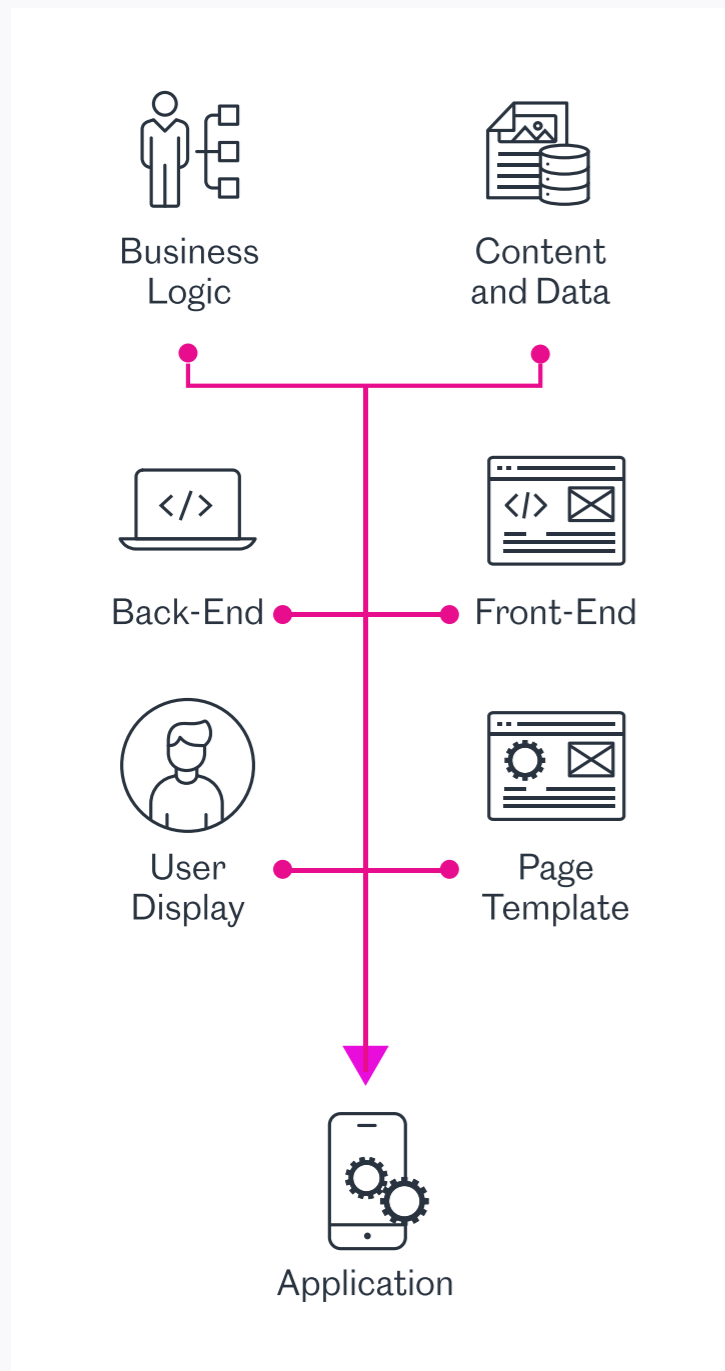 Business
Logic
Content
and Data
</>
</>
Back-End
Front-End
User
Display
Page
Template
Application